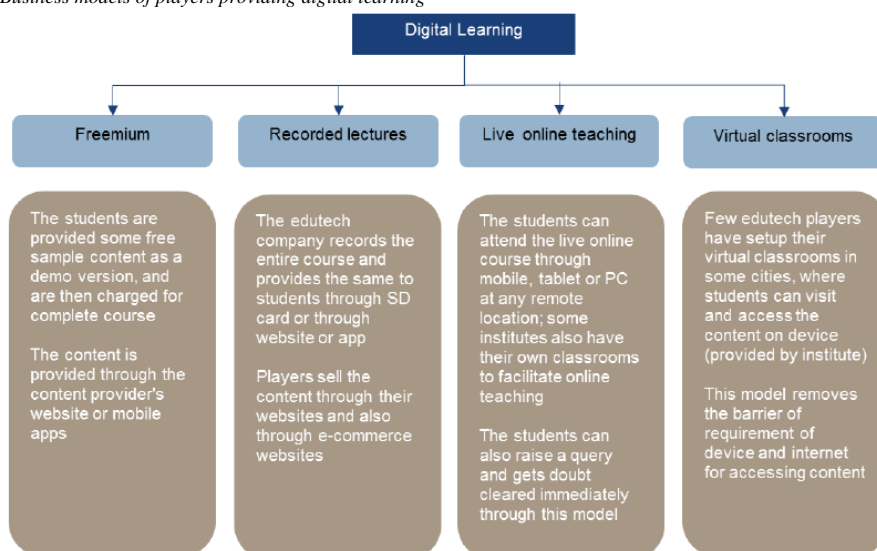 Business models of players providing digital learning
Digital Learning
Freemium
Recorded lectures
Live online teaching
Virtual classrooms
The students are
provided some free
sample content as a
demo version, and
are then charged for
complete course
The content is
provided through the
content provider's
website or mobile
apps
The edutech
company records the
entire course and
provides the same to
students through SD
card or through
website or app
Players sell the
content through their
websites and also
through e-commerce
websites
The students can
attend the live online
course through
mobile, tablet or PC
at any remote
location; some
institutes also have
their own classrooms
to facilitate online
teaching
The students can
also raise a query
and gets doubt
cleared immediately
through this model
Few edutech players
have setup their
virtual classrooms in
some cities, where
students can visit
and access the
content on device
(provided by institute)
This model removes
the barrier of
requirement of
device and internet
for accessing content